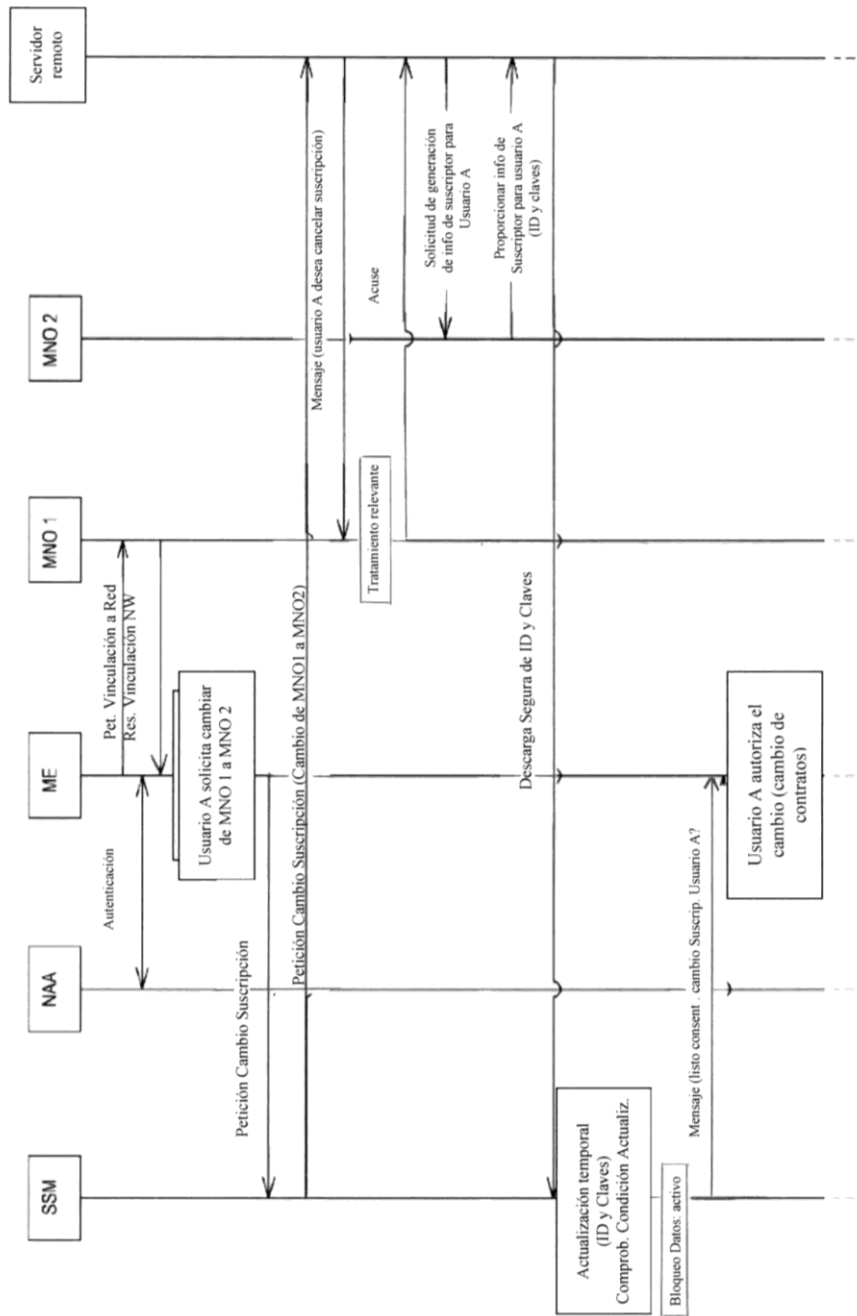 SSM
NAA
ME
MNO 1
MNO 2
Servidor
remoto
Autenticación
Pet. Vinculación a Red
Res. Vinculación NW
Usuario A solicita cambiar
de MNO 1 a MNO 2
Petición Cambio Suscripción
Petición Cambio Suscripción (Cambio de MNO1 a MNO2)
Mensaje (usuario A desea cancelar suscripción)
Tratamiento relevante
Acuse
Solicitud de generación
de info de suscriptor para
Usuario A
Proporcionar info de
Suscriptor para usuario A
(ID y claves)
Descarga Segura de ID y Claves
Actualización temporal
(ID y Claves)
Comprob. Condición Actualiz.
Bloqueo Datos: activo
Mensaje (listo consent . cambio Suscrip. Usuario A?
Usuario A autoriza el
cambio (cambio de
contratos)